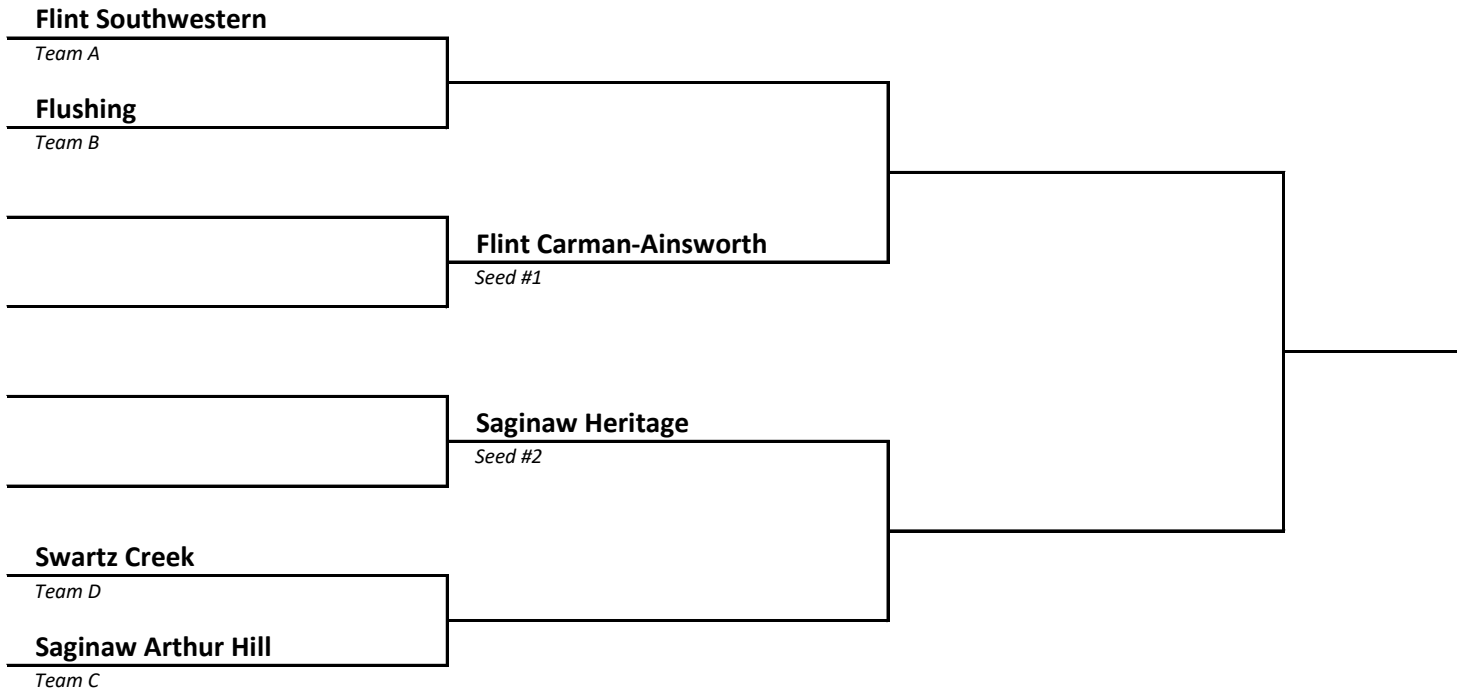 Flint Southwestern
Team A
Flushing
Team B
Flint Carman-Ainsworth
Seed #1
Saginaw Heritage
Seed #2
Swartz Creek
Team D
Saginaw Arthur Hill
Team C